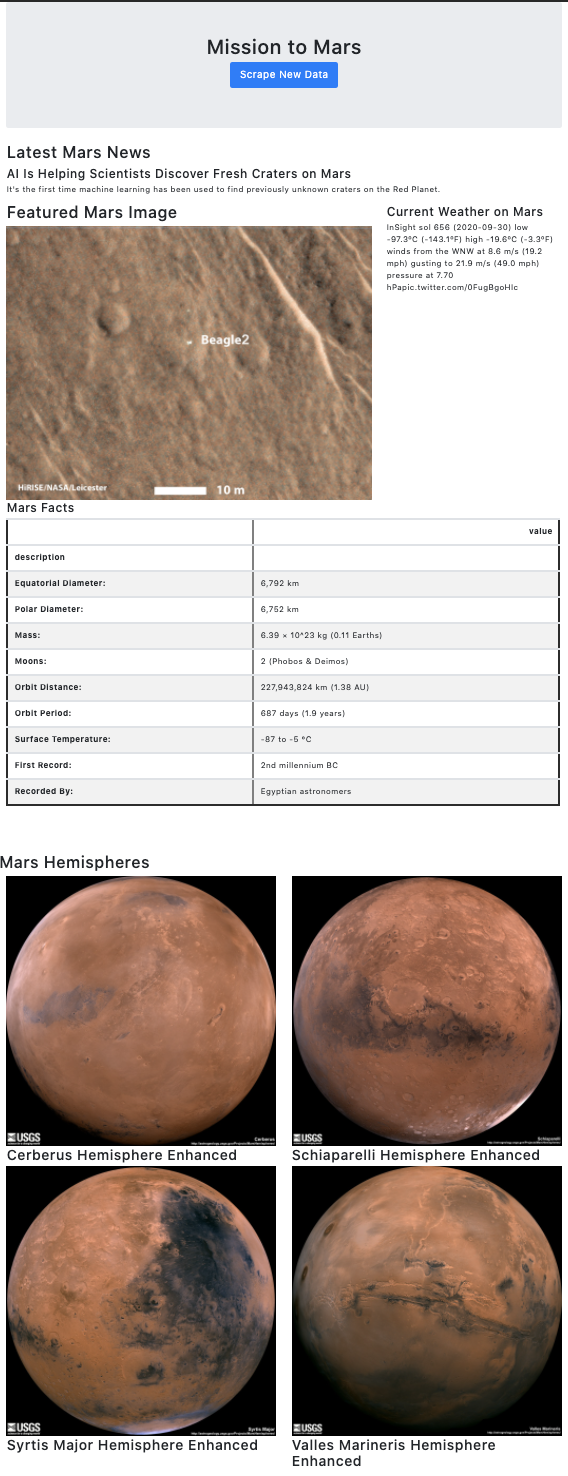 Mission to Mars
Scrape New Data
Latest Mars News
AI Is Helping Scientists Discover Fresh Craters on Mars
It's the first time machine learning has been used to find previously unknown craters on the Red Planet.
Featured Mars Image
Beagle2
HiRISE/NASA/Leicester
10 m
Current Weather on Mars
InSight sol 656 (2020-09-30) low
-97.3ºC (-143.1ºF) high -19.6ºC (-3.3ºF)
winds from the WNW at 8.6 m/s (19.2
mph) gusting to 21.9 m/s (49.0 mph)
pressure at 7.70
hPapic.twitter.com/0FugBgoHIc
Mars Facts
value
description
Equatorial Diameter: 6,792 km
Polar Diameter: 6,752 km
Mass: 6.39 × 10^23 kg (0.11 Earths)
Moons: 2 (Phobos & Deimos)
Orbit Distance: 227,943,824 km (1.38 AU)
Orbit Period: 687 days (1.9 years)
Surface Temperature: -87 to -5 °C
First Record: 2nd millennium BC
Recorded By: Egyptian astronomers
Mars Hemispheres
USGS
Cerberus
Cerberus Hemisphere Enhanced
USGS
Schiaparelli
Schiaparelli Hemisphere Enhanced
USGS
Syrtis Major
Syrtis Major Hemisphere Enhanced
USGS
Valles Marineris
Valles Marineris Hemisphere
Enhanced